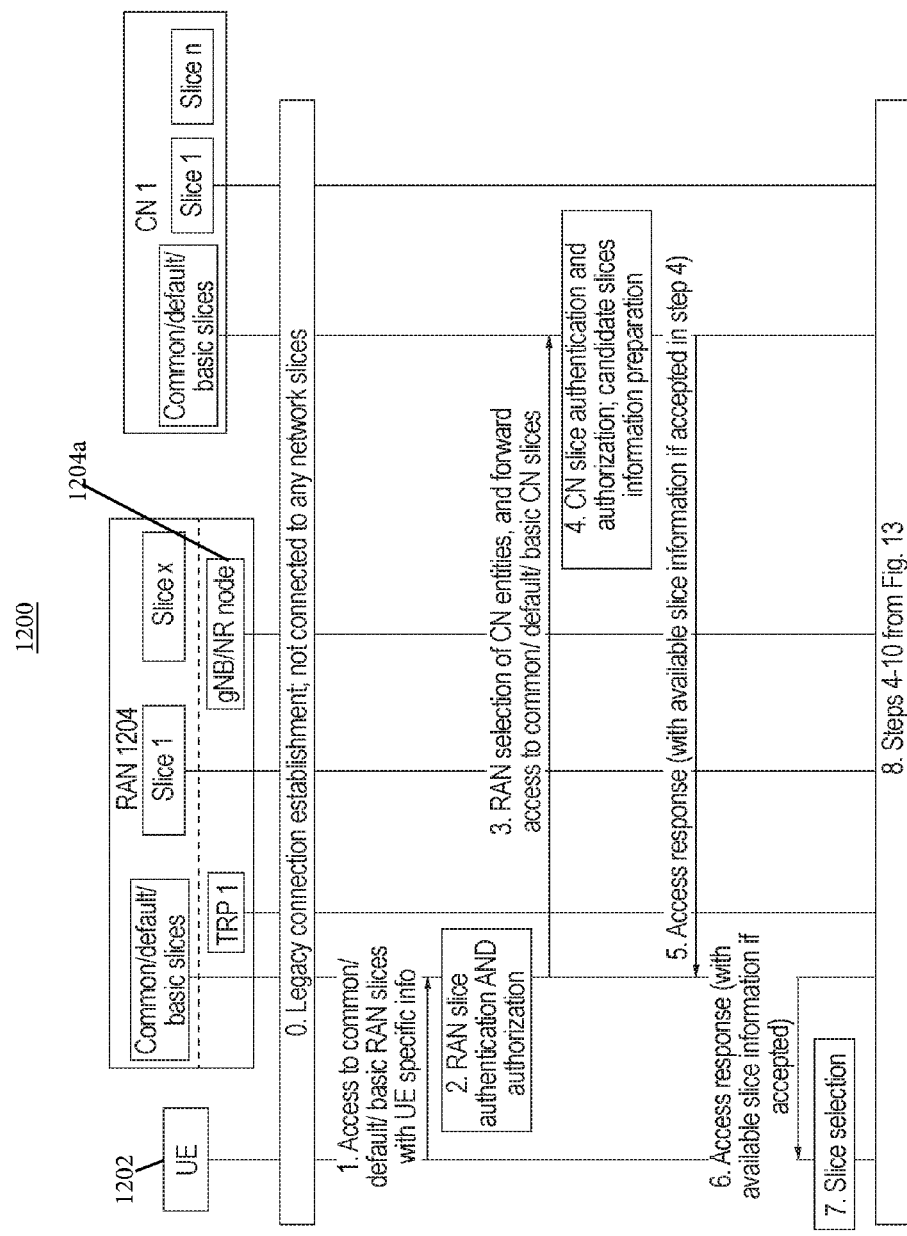 1200
1202
UE
RAN 1204
Common/default/
basic slices
Slice 1
Slice x
TRP 1
gNB/NR node
1204a
CN 1
Common/default/
basic slices
Slice 1
Slice n
0. Legacy connection establishment; not connected to any network slices
1. Access to common/
default/ basic RAN slices
with UE specific info
2. RAN slice
authentication AND
authorization
3. RAN selection of CN entities, and forward
access to common/ default/ basic CN slices
4. CN slice authentication and
authorization; candidate slices
information preparation
5. Access response (with available slice information if accepted in step 4)
6. Access response (with
available slice information if
accepted)
7. Slice selection
8. Steps 4-10 from Fig. 13